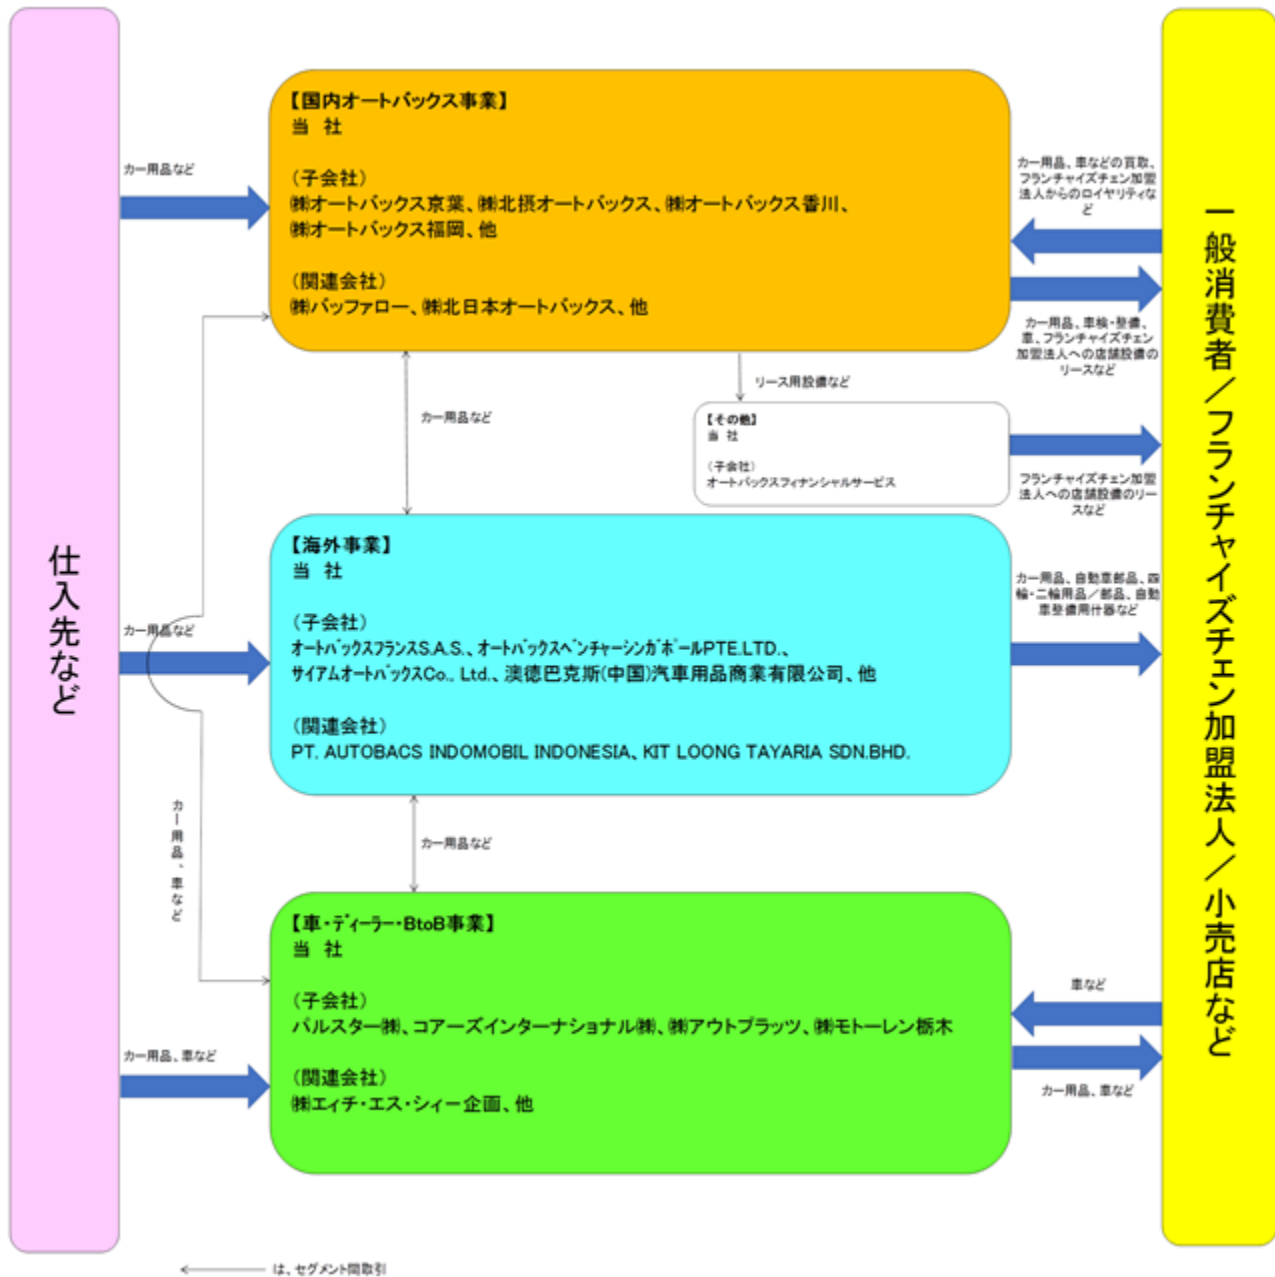 仕入先など
カー用品など
【国内オートバックス事業】
当 社
(子会社)
㈱オートバックス京葉、㈱北摂オートバックス、㈱オートバックス香川、
㈱オートバックス福岡、他
(関連会社)
㈱バッファロー、㈱北日本オートバックス、他
カー用品、車などの買取、
フランチャイズチェン加盟
法人からのロイヤリティな
ど
カー用品、車検・整備、
車、フランチャイズチェン
加盟法人への店舗設備の
リースなど
カー用品など
リース用設備など
【その他】
当 社
(子会社)
オートバックスフィナンシャルサービス
フランチャイズチェン加盟
法人への店舗設備のリー
スなど
カー用品など
【海外事業】
当 社
(子会社)
オートバックスフランスS.A.S.、オートバックスベンチャーシンガポールPTE.LTD.、
サイアムオートバックスCo., Ltd.、澳德巴克斯(中国)汽車用品商業有限公司、他
(関連会社)
PT. AUTOBACS INDOMOBIL INDONESIA、KIT LOONG TAYARIA SDN.BHD.
カー用品、自動車部品、四
輪・二輪用品/部品、自動
車整備用什器など
カー用品、車など
カー用品など
【車・ディーラー・BtoB事業】
当 社
(子会社)
パルスター㈱、コアーズインターナショナル㈱、㈱アウトプラッツ、㈱モトーレン栃木
(関連会社)
㈱エィチ・エス・シィー企画、他
カー用品、車など
車など
カー用品、車など
一般消費者/フランチャイズチェン加盟法人/小売店など
は、セグメント間取引